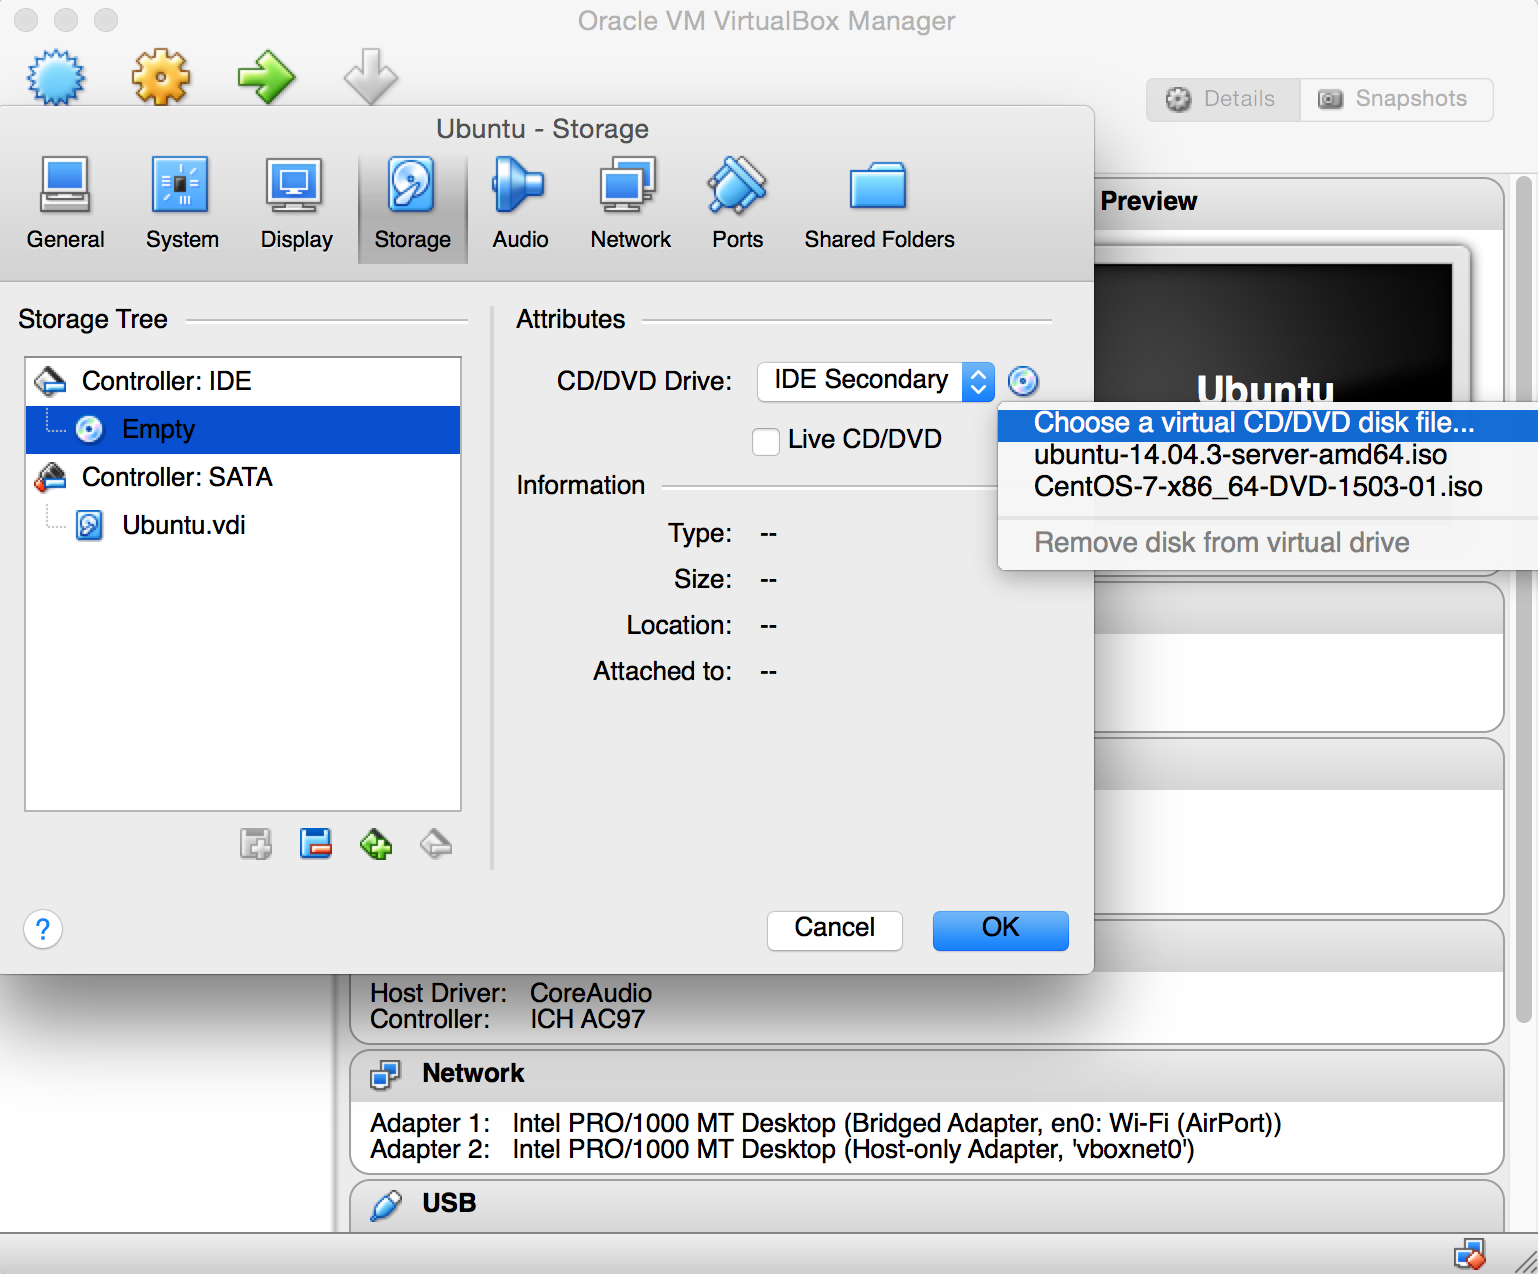 Oracle VM VirtualBox Manager
Details
Snapshots
Ubuntu - Storage
General
System
Display
Storage
Audio
Network
Ports
Shared Folders
Preview
Ubuntu
Storage Tree
Controller: IDE
Empty
Controller: SATA
Ubuntu.vdi
Attributes
CD/DVD Drive: IDE Secondary
Live CD/DVD
Choose a virtual CD/DVD disk file...
ubuntu-14.04.3-server-amd64.iso
CentOS-7-x86_64-DVD-1503-01.iso
Remove disk from virtual drive
Information
Type: --
Size: --
Location: --
Attached to: --
?
Cancel
OK
Host Driver: CoreAudio
Controller: ICH AC97
Network
Adapter 1: Intel PRO/1000 MT Desktop (Bridged Adapter, en0: Wi-Fi (AirPort))
Adapter 2: Intel PRO/1000 MT Desktop (Host-only Adapter, 'vboxnet0')
USB